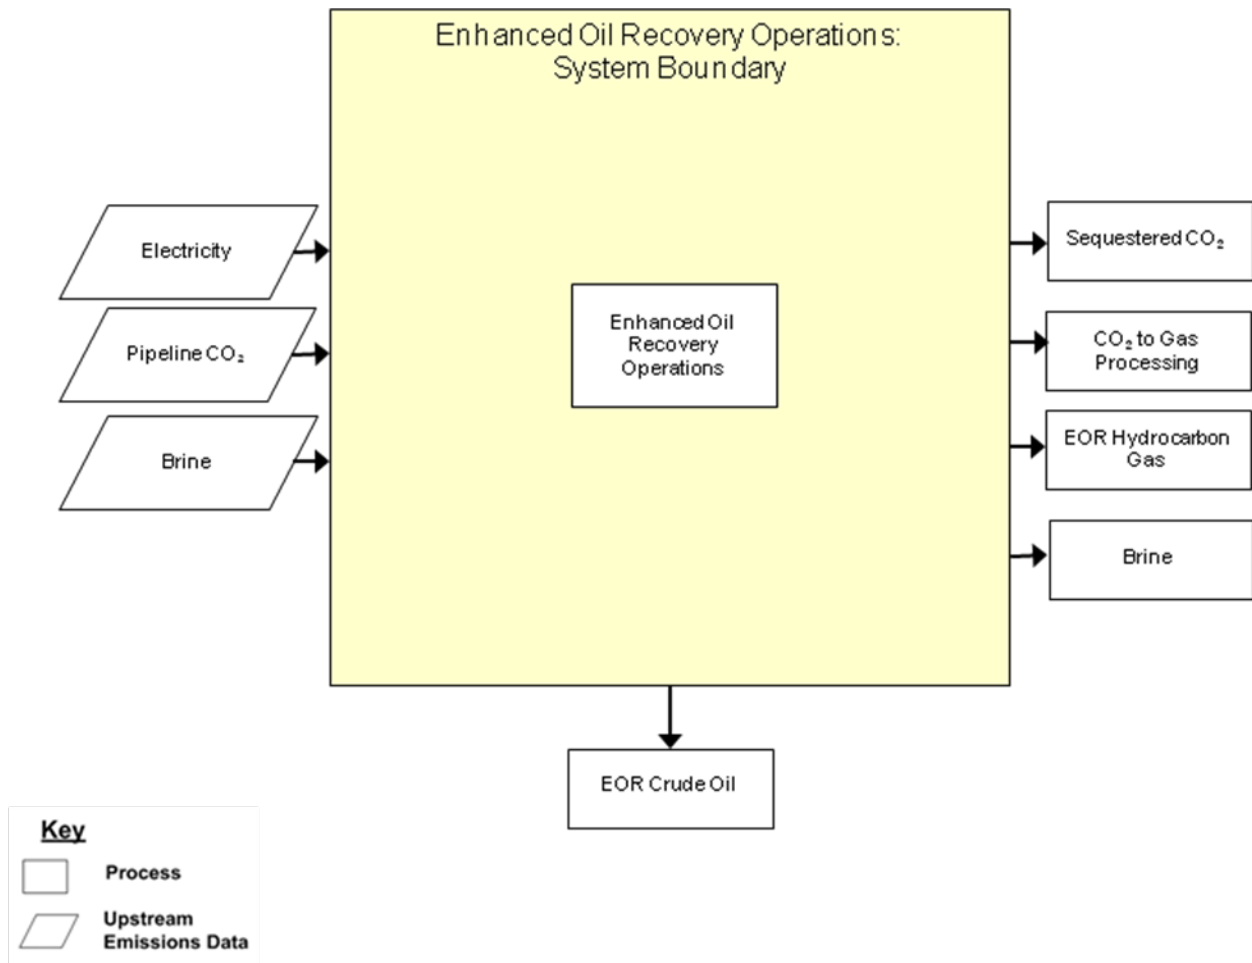 Enhanced Oil Recovery Operations:
System Boundary
Electricity
Pipeline CO₂
Brine
Enhanced Oil
Recovery
Operations
Sequestered CO₂
CO₂ to Gas
Processing
EOR Hydrocarbon
Gas
Brine
EOR Crude Oil
Key
Process
Upstream
Emissions Data